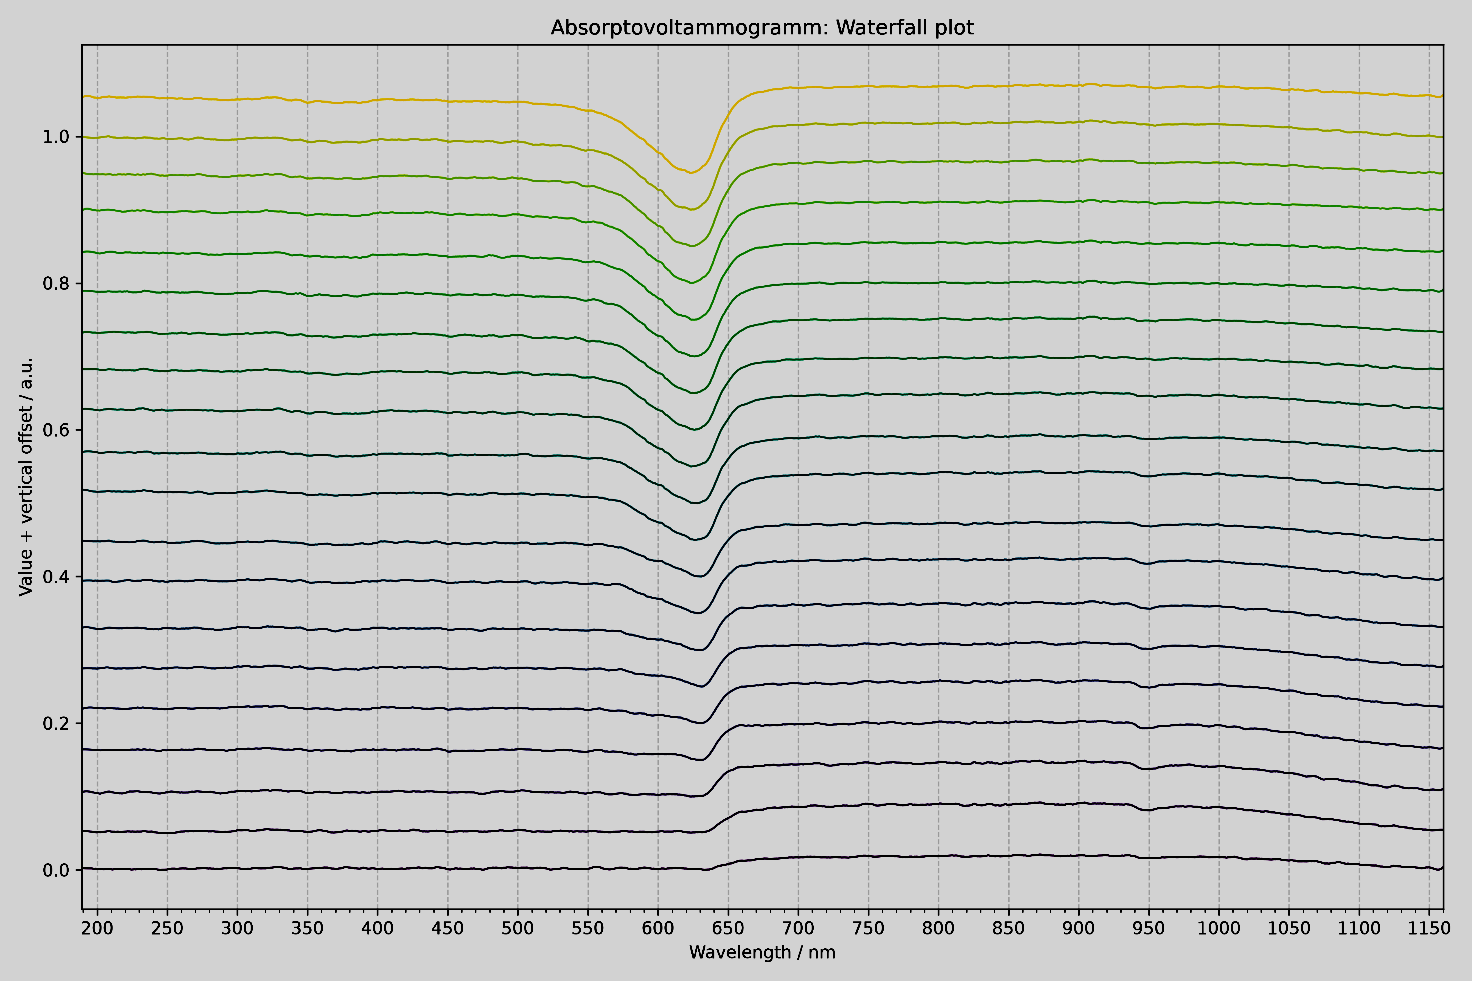 Absorptovoltammogramm: Waterfall plot
Value + vertical offset / a.u.
1.0
0.8
0.6
0.4
0.2
0.0
200 250 300 350 400 450 500 550 600 650 700 750 800 850 900 950 1000 1050 1100 1150
Wavelength / nm